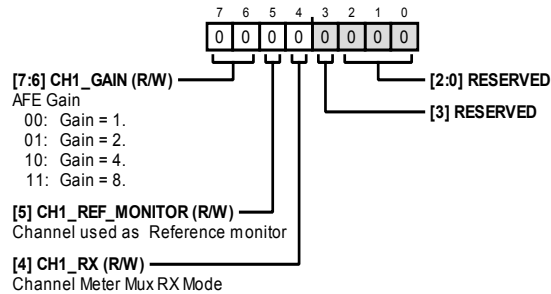 7 6 5 4 3 2 1 0
0 0 0 0 0 0 0 0
[7:6] CH1_GAIN (R/W)
AFE Gain
00: Gain = 1.
01: Gain = 2.
10: Gain = 4.
11: Gain = 8.
[5] CH1_REF_MONITOR (R/W)
Channel used as Reference monitor
[4] CH1_RX (R/W)
Channel Meter Mux RX Mode
[2:0] RESERVED
[3] RESERVED